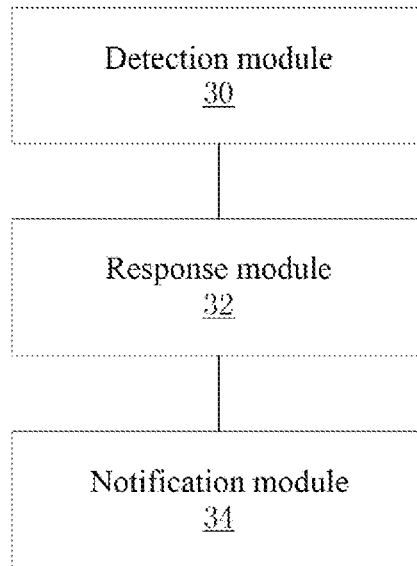 Detection module
30
Response module
32
Notification module
34